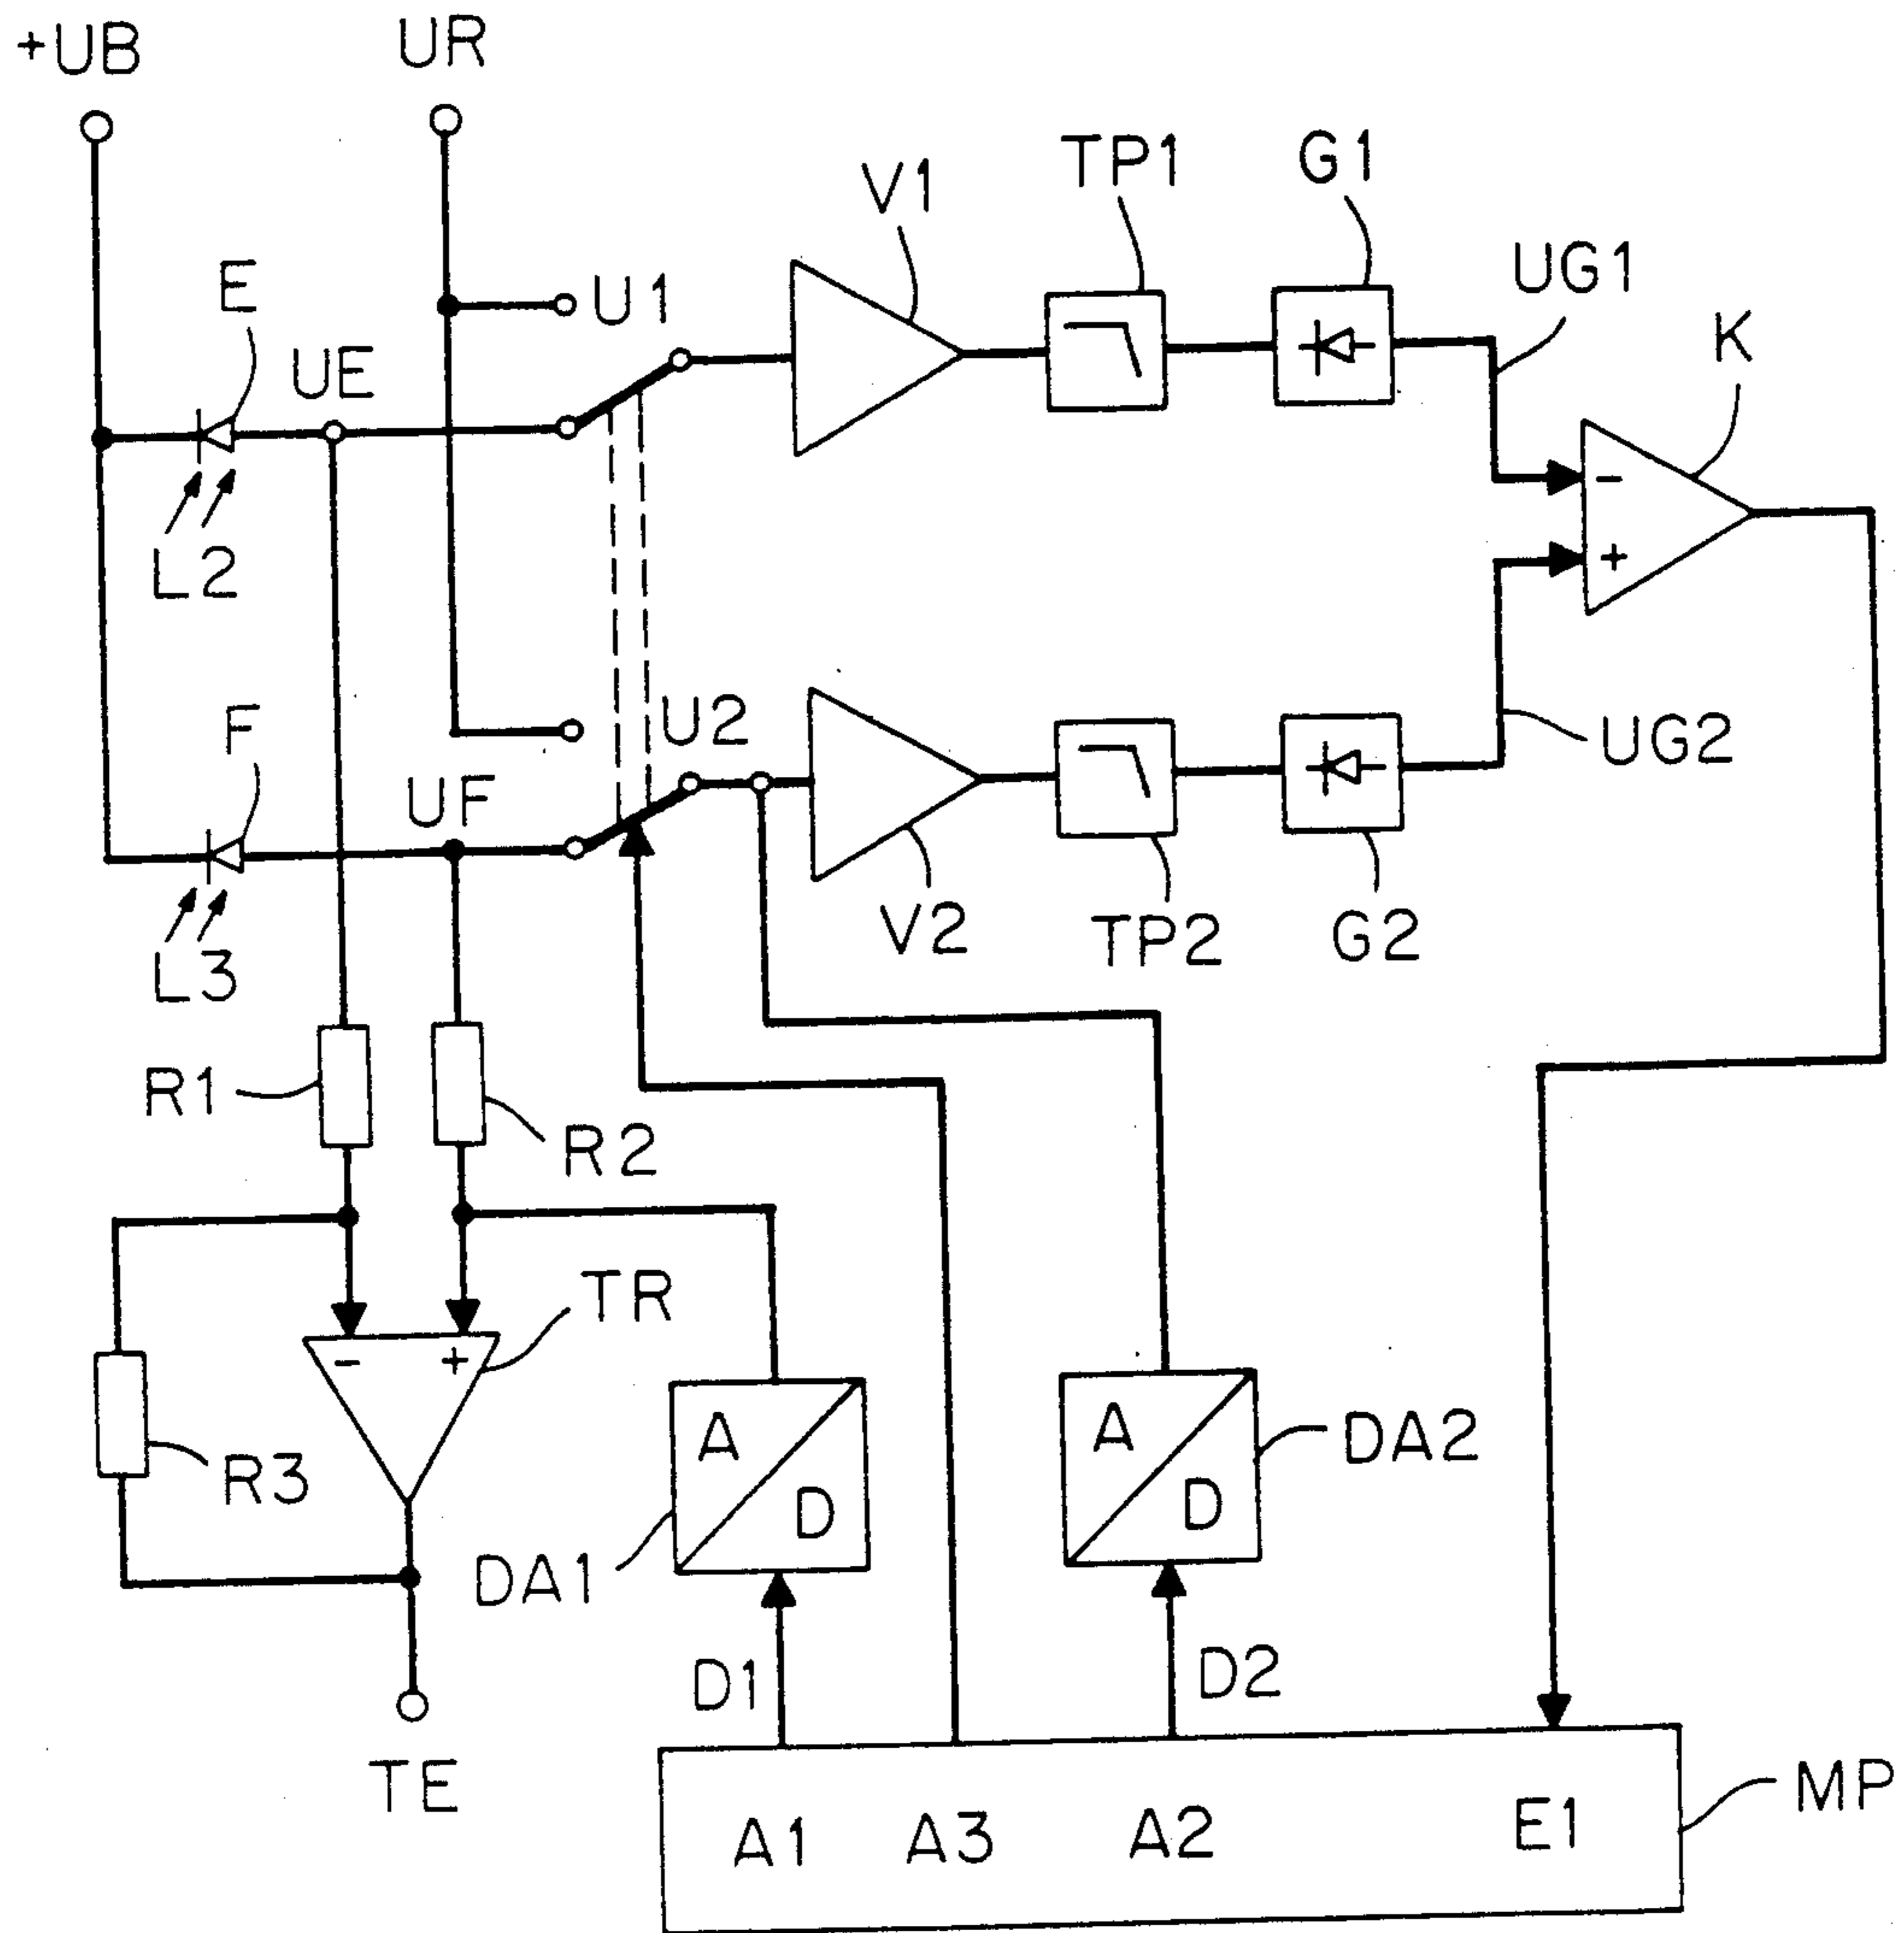 +UB
UR
TP1
G1
V1
UG1
E
U1
UE
K
-
+
L2
F
U2
UG2
UF
V2
TP2
G2
L3
R1
R2
TR
- +
A
D
DA1
A
D
DA2
R3
D1
D2
TE
MP
A1 A3 A2 E1